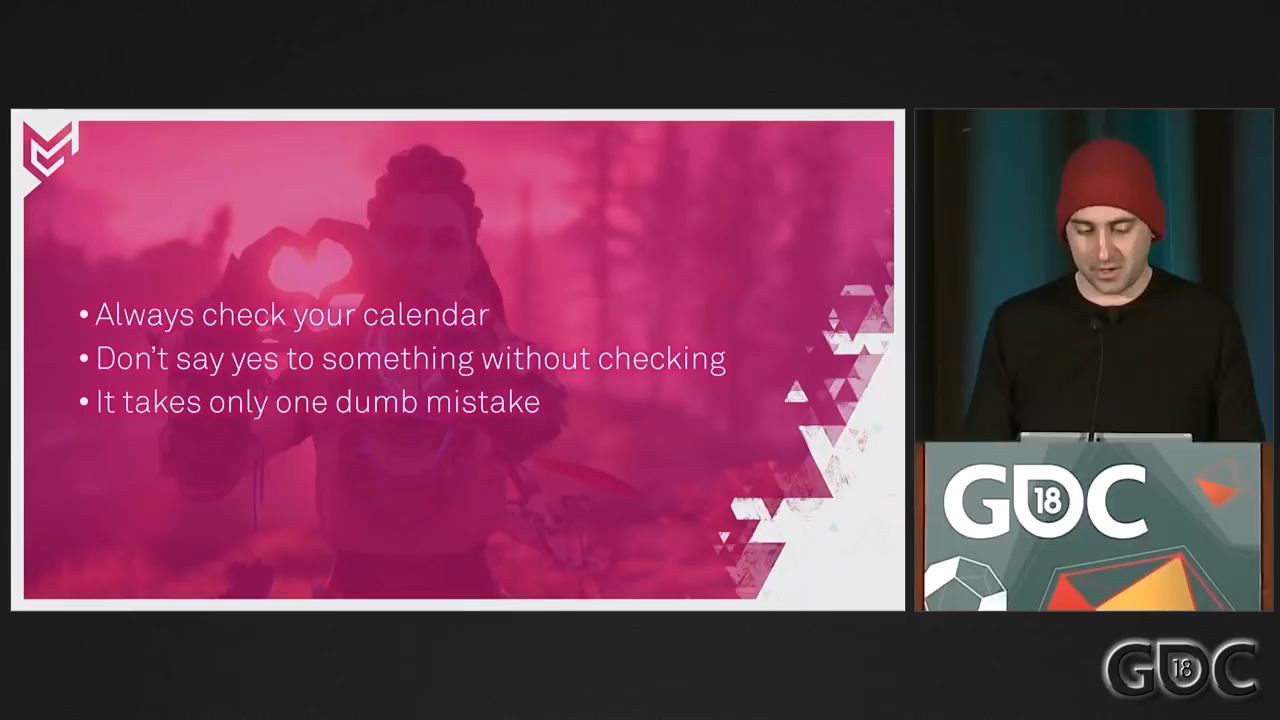 • Always check your calendar
• Don't say yes to something without checking
• It takes only one dumb mistake
GDC
18
GDC
18